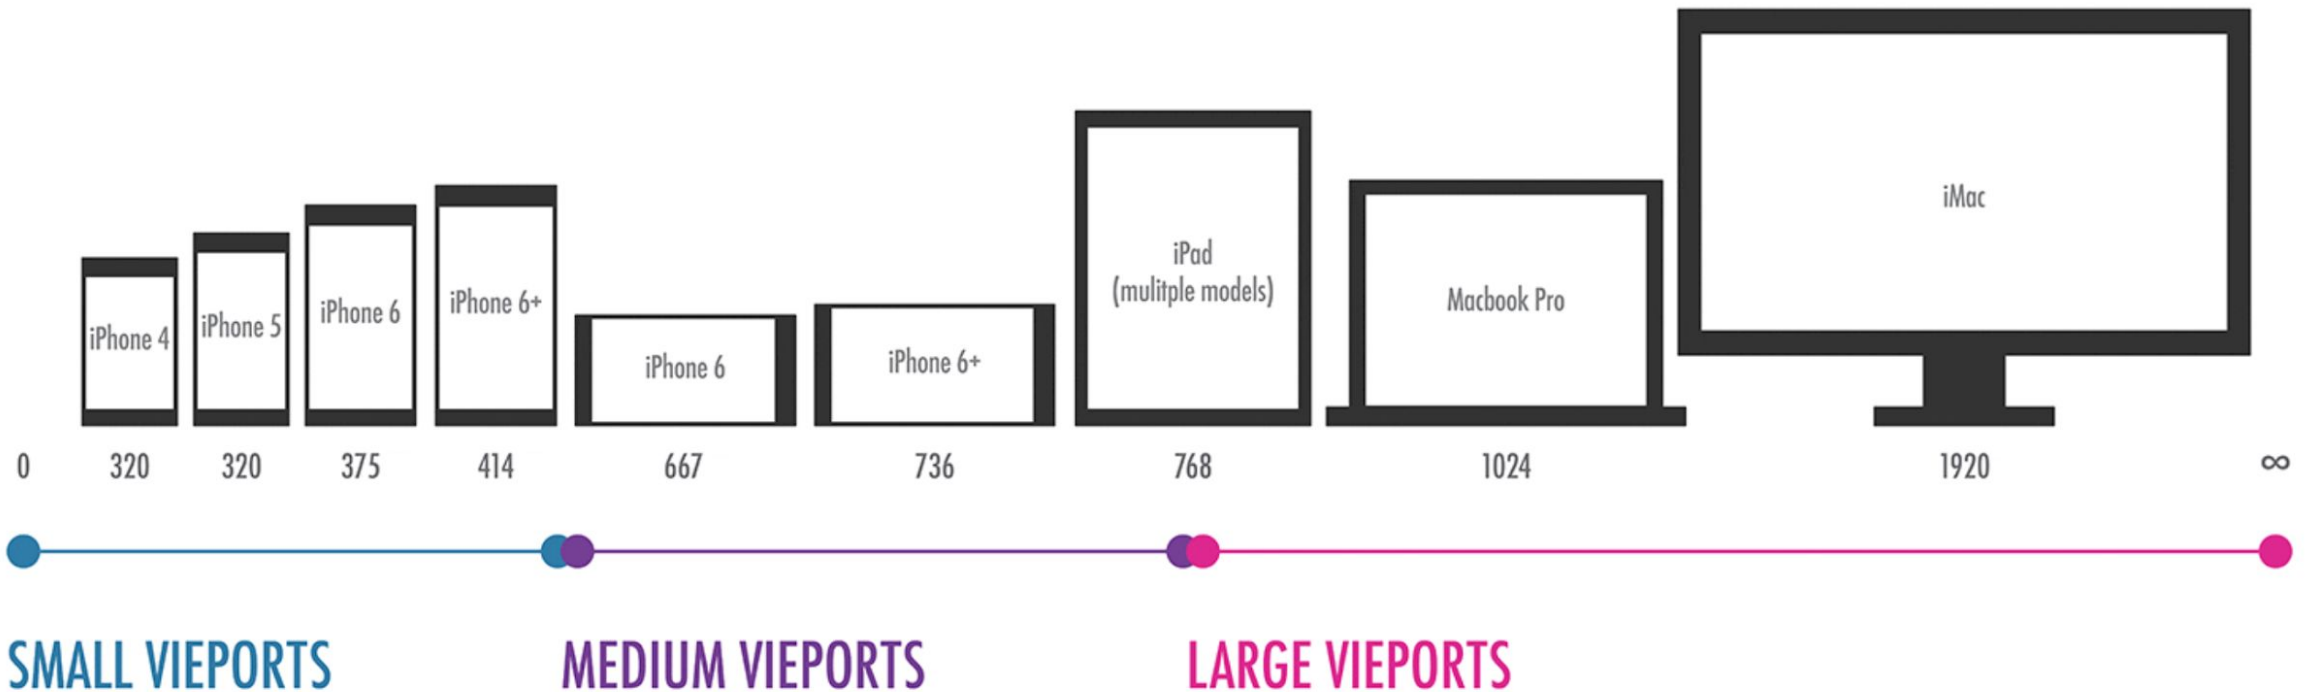 iPhone 4
iPhone 5
iPhone 6
iPhone 6+
iPhone 6
iPhone 6+
iPad
(mulitple models)
Macbook Pro
iMac
0 320 320 375 414 667 736 768 1024 1920 ∞
SMALL VIEPORTS MEDIUM VIEPORTS LARGE VIEPORTS